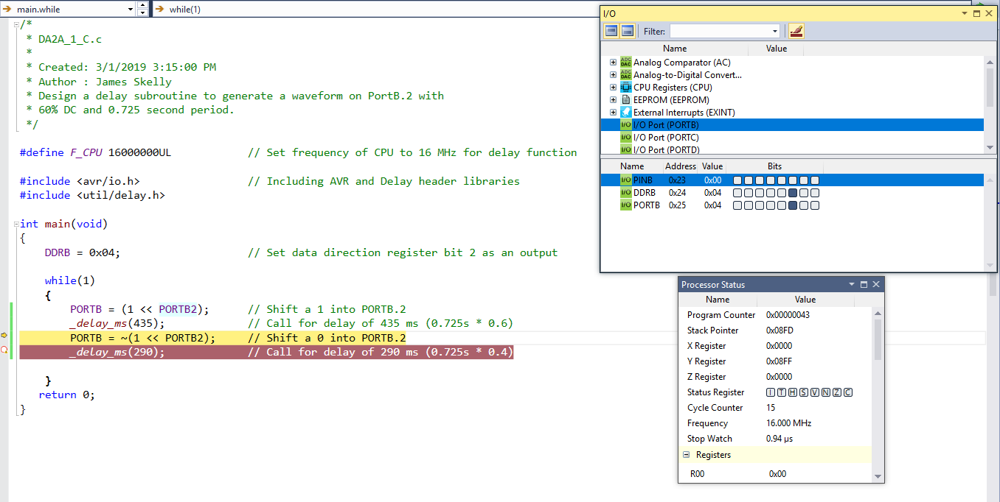 main.while
while(1)
/*
* DA2A_1_C.c
*
* Created: 3/1/2019 3:15:00 PM
* Author : James Skelly
* Design a delay subroutine to generate a waveform on PortB.2 with
* 60% DC and 0.725 second period.
*/
#define F_CPU 16000000UL // Set frequency of CPU to 16 MHz for delay function
#include <avr/io.h> // Including AVR and Delay header libraries
#include <util/delay.h>
int main(void)
{
DDRB = 0x04; // Set data direction register bit 2 as an output
while(1)
{
PORTB = (1 << PORTB2); // Shift a 1 into PORTB.2
_delay_ms(435); // Call for delay of 435 ms (0.725s * 0.6)
PORTB = ~(1 << PORTB2); // Shift a 0 into PORTB.2
_delay_ms(290); // Call for delay of 290 ms (0.725s * 0.4)
}
return 0;
}
I/O
Filter:
Name Value
ADC DAC Analog Comparator (AC)
ADC DAC Analog-to-Digital Convert...
CPU Registers (CPU)
EEPROM (EEPROM)
External Interrupts (EXINT)
I/O I/O Port (PORTB)
I/O I/O Port (PORTC)
I/O I/O Port (PORTD)
Name Address Value Bits
I/O PINB 0x23 0x00
I/O DDRB 0x24 0x04
I/O PORTB 0x25 0x04
Processor Status
Name Value
Program Counter 0x00000043
Stack Pointer 0x08FD
X Register 0x0000
Y Register 0x08FF
Z Register 0x0000
Status Register I T H S V N Z C
Cycle Counter 15
Frequency 16.000 MHz
Stop Watch 0.94 µs
Registers
R00 0x00